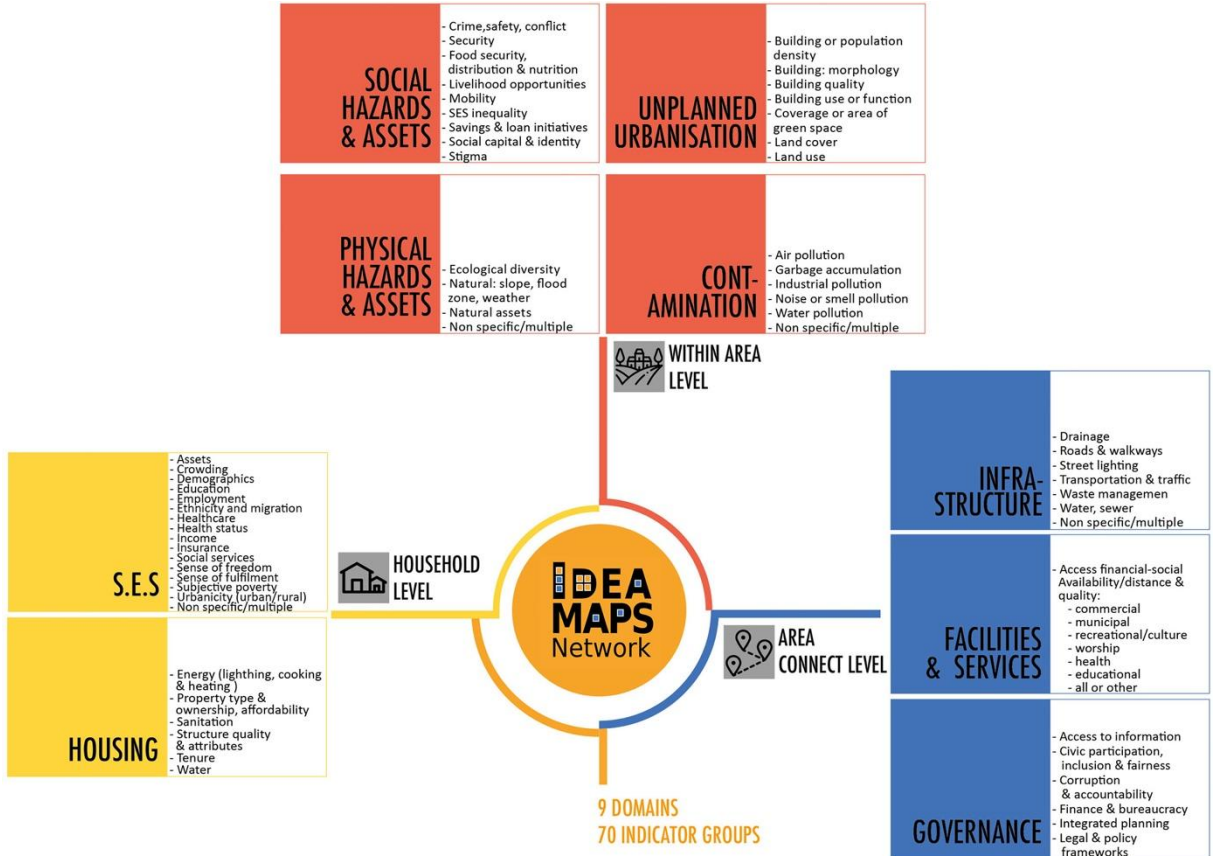 SOCIAL
HAZARDS
& ASSETS
- Crime,safety, conflict
- Security
- Food security,
distribution & nutrition
- Livelihood opportunities
- Mobility
- SES inequality
- Savings & loan initiatives
- Social capital & identity
- Stigma
UNPLANNED
URBANISATION
- Building or population
density
- Building: morphology
- Building quality
- Building use or function
- Coverage or area of
green space
- Land cover
- Land use
PHYSICAL
HAZARDS
& ASSETS
- Ecological diversity
- Natural: slope, flood
zone, weather
- Natural assets
- Non specific/multiple
CONT-
AMINATION
- Air pollution
- Garbage accumulation
- Industrial pollution
- Noise or smell pollution
- Water pollution
- Non specific/multiple
WITHIN AREA
LEVEL
S.E.S
- Assets
- Crowding
- Demographics
- Education
- Employment
- Ethnicity and migration
- Healthcare
- Health status
- Income
- Insurance
- Social services
- Sense of freedom
- Sense of fulfilment
- Subjective poverty
- Urbanicity (urban/rural)
- Non specific/multiple
HOUSING
- Energy (lighthing, cooking
& heating )
- Property type &
ownership, affordability
- Sanitation
- Structure quality
& attributes
- Tenure
- Water
HOUSEHOLD
LEVEL
IDEA
MAPS
Network
AREA
CONNECT LEVEL
INFRA-
STRUCTURE
- Drainage
- Roads & walkways
- Street lighting
- Transportation & traffic
- Waste managemen
- Water, sewer
- Non specific/multiple
FACILITIES
& SERVICES
- Access financial-social
Availability/distance &
quality:
- commercial
- municipal
- recreational/culture
- worship
- health
- educational
- all or other
GOVERNANCE
- Access to information
- Civic participation,
inclusion & fairness
- Corruption
& accountability
- Finance & bureaucracy
- Integrated planning
- Legal & policy
frameworks
9 DOMAINS
70 INDICATOR GROUPS